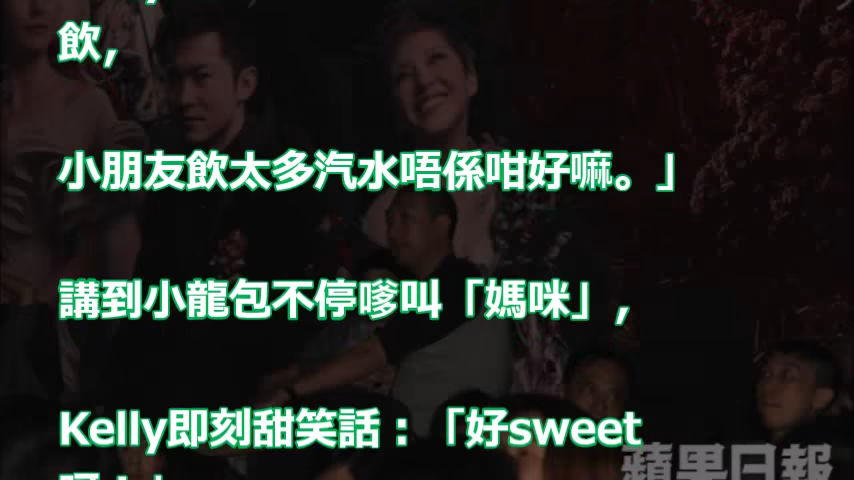 飲，
小朋友飲太多汽水唔係咁好嘛。」
講到小龍包不停嗲叫「媽咪」，
Kelly即刻甜笑話：「好sweet
蘋果日報